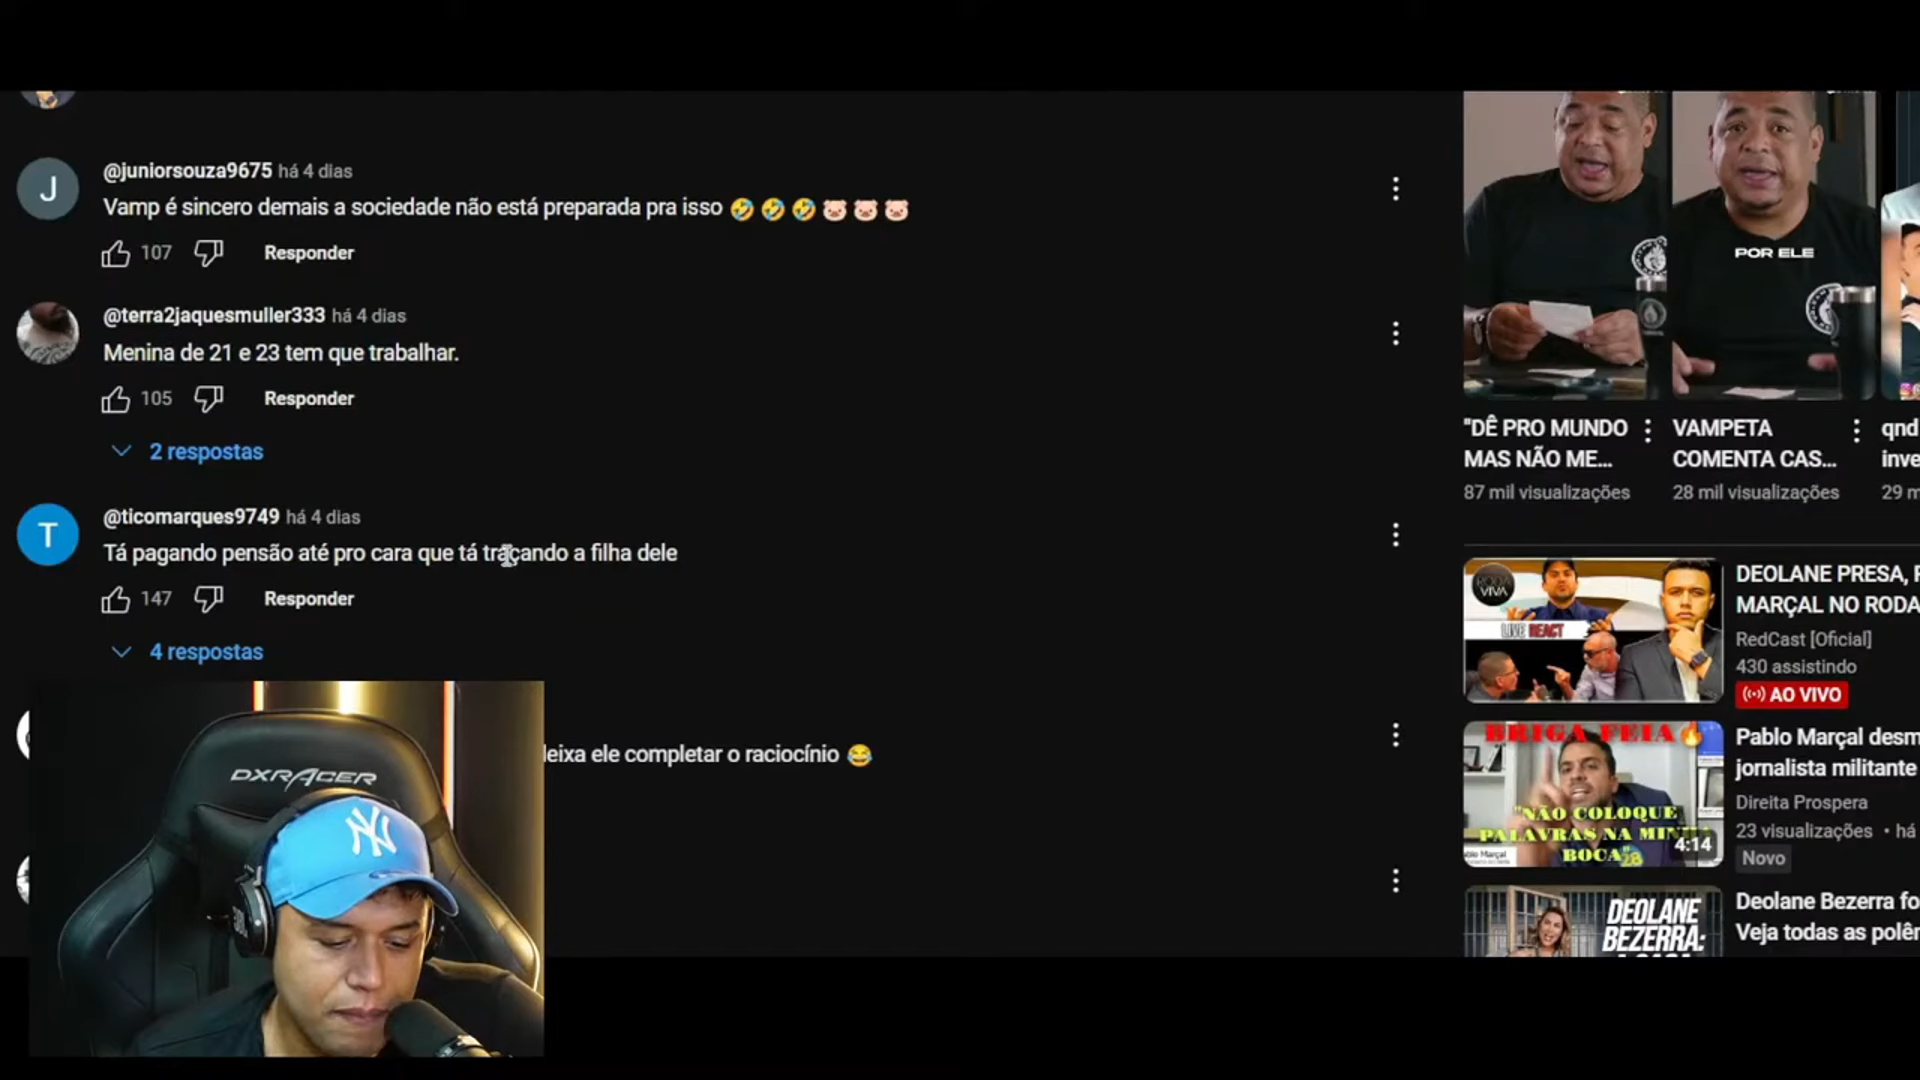 @juniorsouza9675 há 4 dias
Vamp é sincero demais a sociedade não está preparada pra isso 🤣🤣🤣🐷🐷🐷
107 Responder
@terra2jaquesmuller333 há 4 dias
Menina de 21 e 23 tem que trabalhar.
105 Responder
2 respostas
@ticomarques9749 há 4 dias
Tá pagando pensão até pro cara que tá traçando a filha dele
147 Responder
4 respostas
leixa ele completar o raciocínio 😂
J
T
DXRACER
NY
POR ELE
"DÊ PRO MUNDO
MAS NÃO ME...
87 mil visualizações
VAMPETA
COMENTA CAS...
28 mil visualizações
qnd
inve
29 m
RODA
VIVA
LIVE REACT
DEOLANE PRESA, F
MARÇAL NO RODA
RedCast [Oficial]
430 assistindo
AO VIVO
BRIGA FEIA🔥
"NÃO COLOQUE
PALAVRAS NA MINHA
BOCA"
4:14
Pablo Marçal desm
jornalista militante
Direita Prospera
23 visualizações • há
Novo
DEOLANE
BEZERRA:
Deolane Bezerra fo
Veja todas as polên